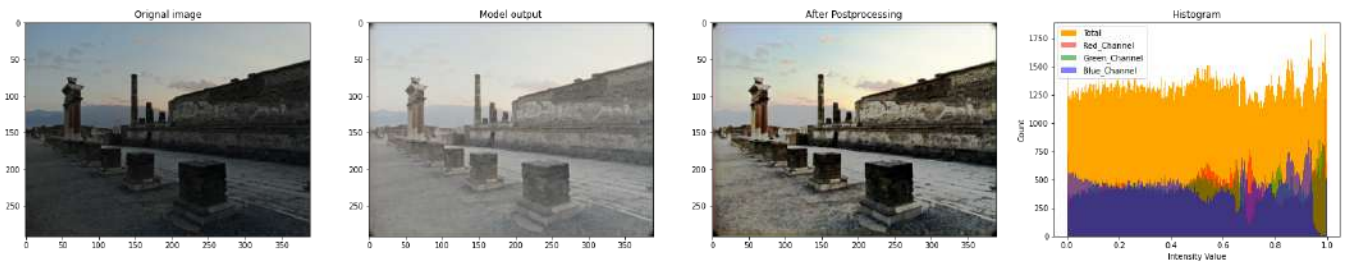 Orignal image
0
50
100
150
200
250
0 50 100 150 200 250 300 350
Model output
0
50
100
150
200
250
0 50 100 150 200 250 300 350
After Postprocessing
0
50
100
150
200
250
0 50 100 150 200 250 300 350
Histogram
Total
Red_Channel
Green_Channel
Blue_Channel
Count
1750
1500
1250
1000
750
500
250
0
0.0 0.2 0.4 0.6 0.8 1.0
Intensity Value